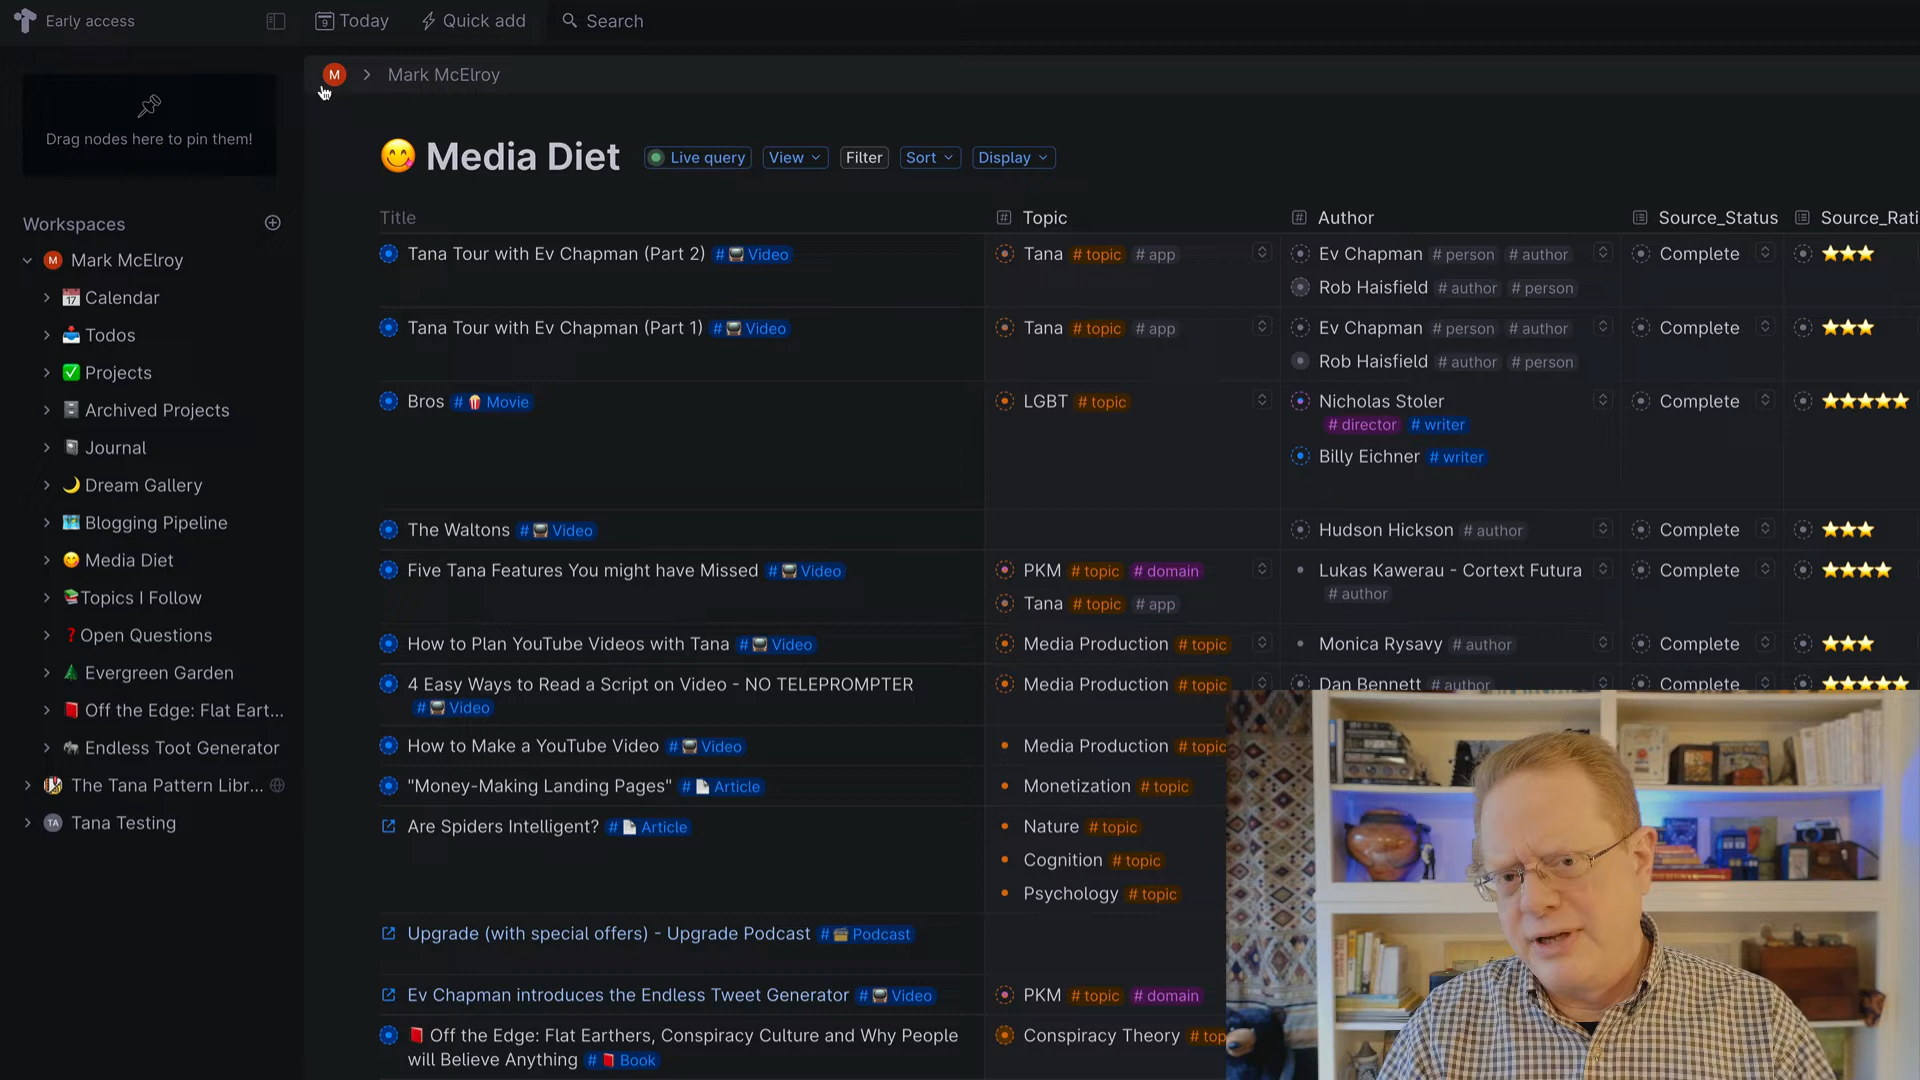 Early access
9 Today
Quick add
Search
M > Mark McElroy
Drag nodes here to pin them!
Media Diet
Live query
View
Filter
Sort
Display
Workspaces
M Mark McElroy
Calendar
Todos
Projects
Archived Projects
Journal
Dream Gallery
Blogging Pipeline
Media Diet
Topics I Follow
Open Questions
Evergreen Garden
Off the Edge: Flat Eart...
Endless Toot Generator
The Tana Pattern Libr...
TA Tana Testing
Title # Topic # Author Source_Status Source_Rati
Tana Tour with Ev Chapman (Part 2) # Video Tana # topic # app Ev Chapman # person # author Complete
Rob Haisfield # author # person
Tana Tour with Ev Chapman (Part 1) # Video Tana # topic # app Ev Chapman # person # author Complete
Rob Haisfield # author # person
Bros # Movie LGBT # topic Nicholas Stoler Complete
# director # writer
Billy Eichner # writer
The Waltons # Video Hudson Hickson # author Complete
Five Tana Features You might have Missed # Video PKM # topic # domain Lukas Kawerau - Cortext Futura Complete
# author
Tana # topic # app
How to Plan YouTube Videos with Tana # Video Media Production # topic Monica Rysavy # author Complete
4 Easy Ways to Read a Script on Video - NO TELEPROMPTER Media Production # topic Dan Bennett # author Complete
# Video
How to Make a YouTube Video # Video Media Production # topic
"Money-Making Landing Pages" # Article Monetization # topic
Are Spiders Intelligent? # Article Nature # topic
Cognition # topic
Psychology # topic
Upgrade (with special offers) - Upgrade Podcast # Podcast
Ev Chapman introduces the Endless Tweet Generator # Video PKM # topic # domain
Off the Edge: Flat Earthers, Conspiracy Culture and Why People Conspiracy Theory # top
will Believe Anything # Book